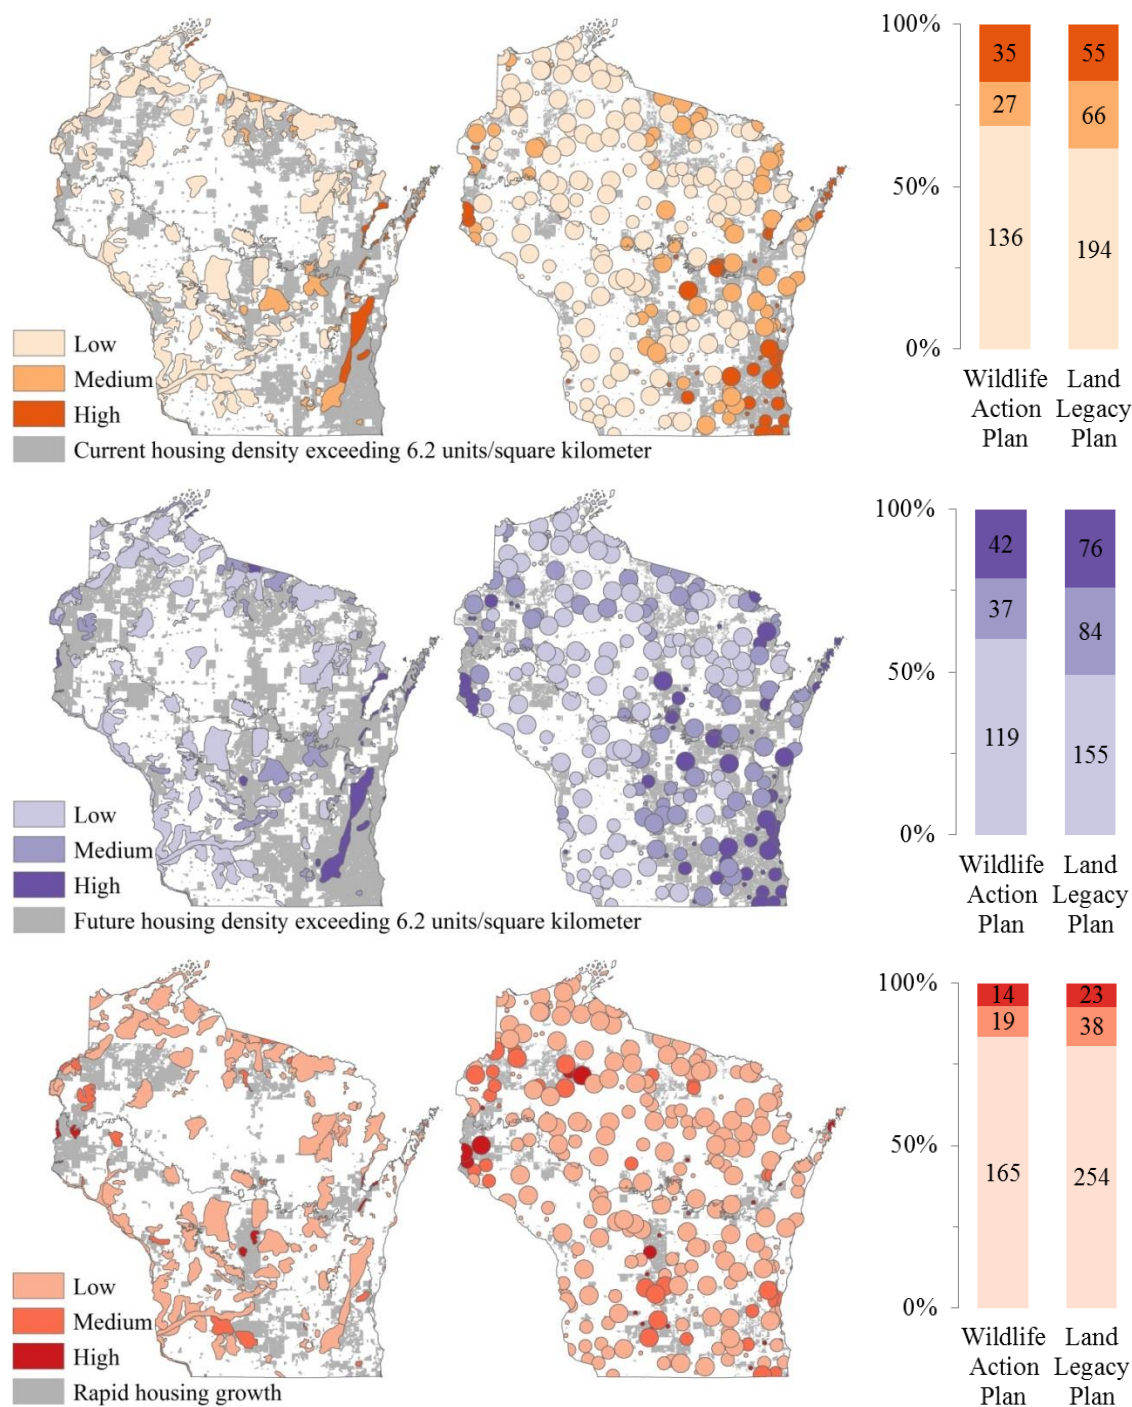 100%
35
55
27
66
50%
136
194
0%
Wildlife
Action
Plan
Land
Legacy
Plan
Low
Medium
High
Current housing density exceeding 6.2 units/square kilometer
100%
42
76
37
84
50%
119
155
0%
Wildlife
Action
Plan
Land
Legacy
Plan
Low
Medium
High
Future housing density exceeding 6.2 units/square kilometer
100%
14
23
19
38
50%
165
254
0%
Wildlife
Action
Plan
Land
Legacy
Plan
Low
Medium
High
Rapid housing growth